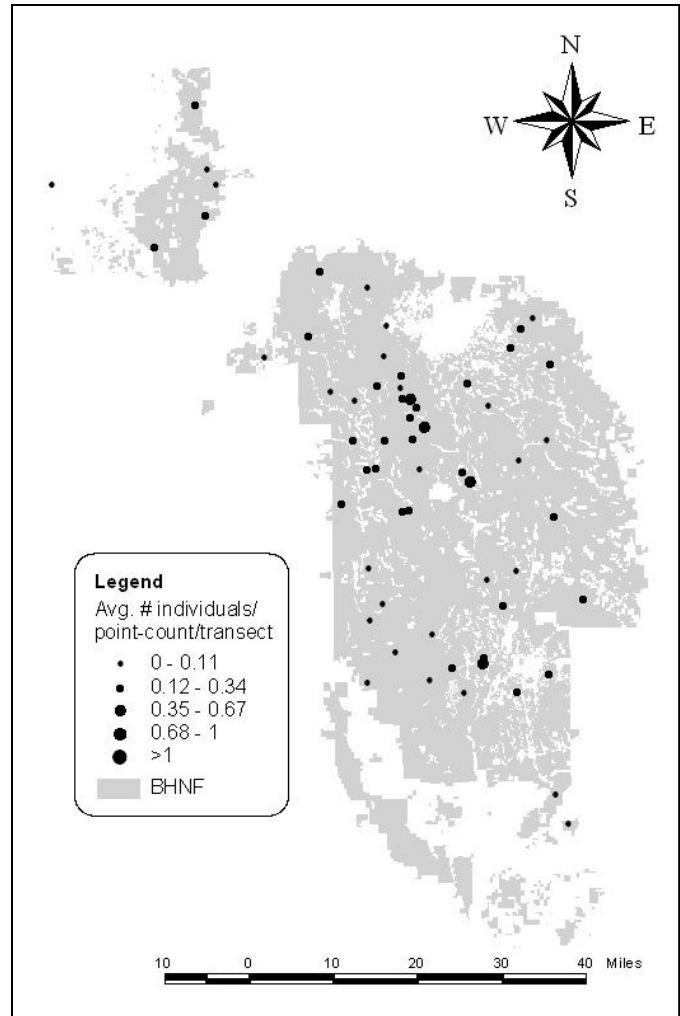 N
W E
S
Legend
Avg. # individuals/
point-count/transect
0 - 0.11
0.12 - 0.34
0.35 - 0.67
0.68 - 1
>1
BHNF
10 0 10 20 30 40 Miles